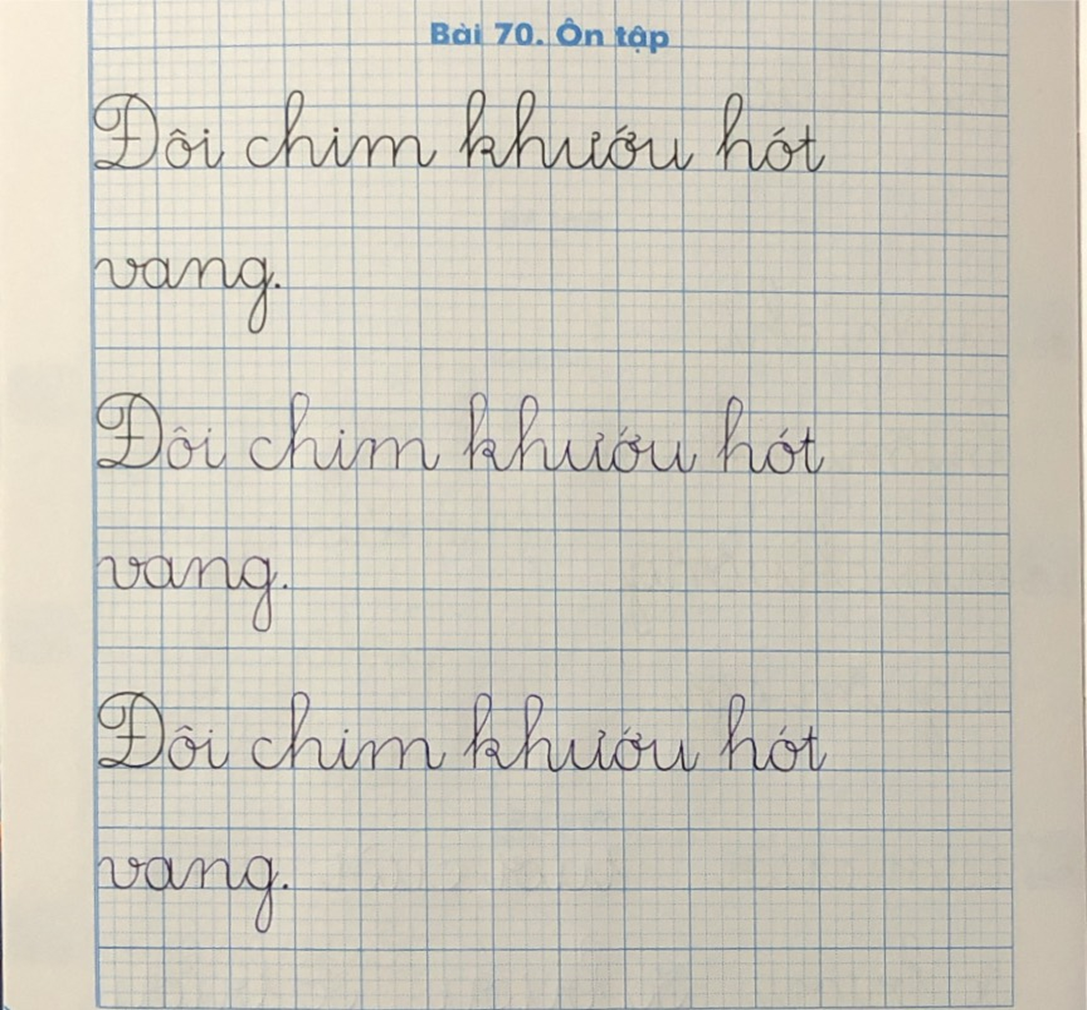 Bài 70. Ôn tập
Đôi chim khướu hót
vang.
Đôi chim khướu hót
vang.
Đôi chim khướu hót
vang.